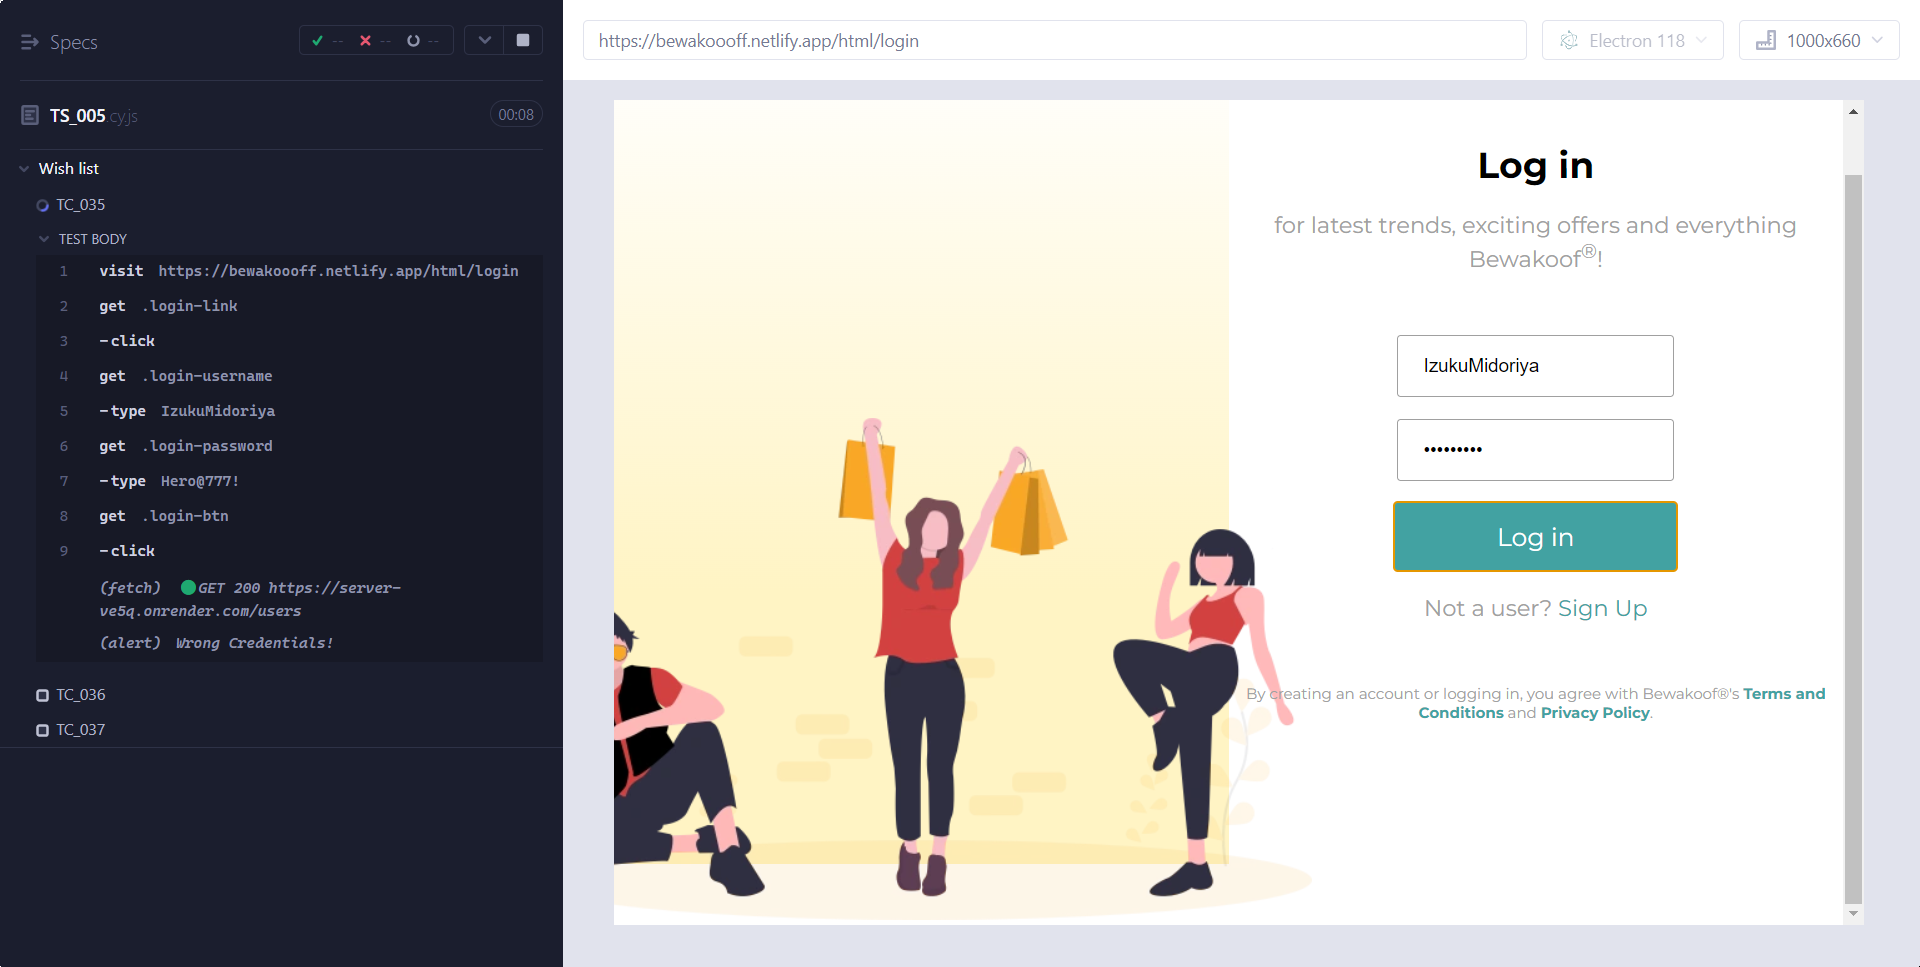 Specs
-- -- --
TS_005.cy.js
00:08
Wish list
TC_035
TEST BODY
1 visit https://bewakoooff.netlify.app/html/login
2 get .login-link
3 -click
4 get .login-username
5 -type IzukuMidoriya
6 get .login-password
7 -type Hero@777!
8 get .login-btn
9 -click
(fetch) GET 200 https://server-
ve5q.onrender.com/users
(alert) Wrong Credentials!
TC_036
TC_037
https://bewakoooff.netlify.app/html/login
Electron 118
1000x660
Log in
for latest trends, exciting offers and everything
Bewakoof®!
IzukuMidoriya
•••••••••
Log in
Not a user? Sign Up
By creating an account or logging in, you agree with Bewakoof®'s Terms and
Conditions and Privacy Policy.